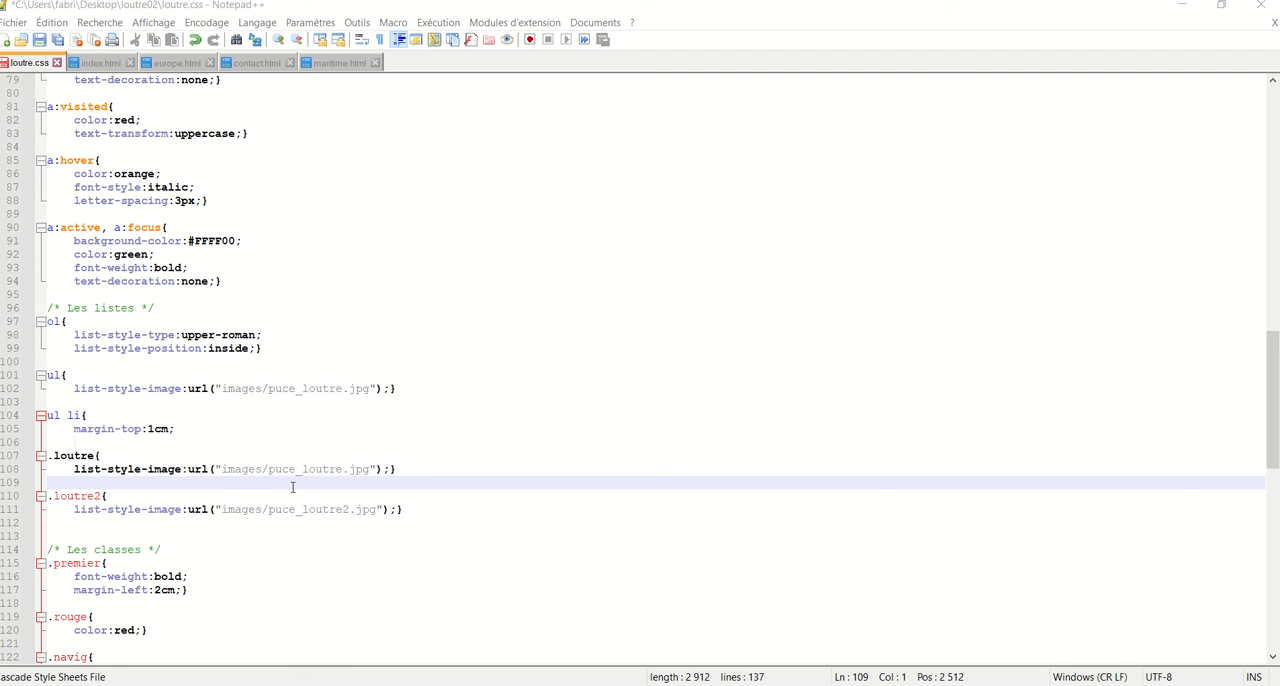 *C:\Users\fabri\Desktop\loutre02\loutre.css - Notepad++
Fichier Édition Recherche Affichage Encodage Langage Paramètres Outils Macro Exécution Modules d'extension Documents ? X
loutre.css index.html europe.html contact.html maritime.html
79 text-decoration:none;}
80
81 a:visited{
82 color:red;
83 text-transform:uppercase;}
84
85 a:hover{
86 color:orange;
87 font-style:italic;
88 letter-spacing:3px;}
89
90 a:active, a:focus{
91 background-color:#FFFF00;
92 color:green;
93 font-weight:bold;
94 text-decoration:none;}
95
96 /* Les listes */
97 ol{
98 list-style-type:upper-roman;
99 list-style-position:inside;}
100
101 ul{
102 list-style-image:url("images/puce_loutre.jpg");}
103
104 ul li{
105 margin-top:1cm;
106
107 .loutre{
108 list-style-image:url("images/puce_loutre.jpg");}
109
110 .loutre2{
111 list-style-image:url("images/puce_loutre2.jpg");}
112
113
114 /* Les classes */
115 .premier{
116 font-weight:bold;
117 margin-left:2cm;}
118
119 .rouge{
120 color:red;}
121
122 .navig{
ascade Style Sheets File length : 2 912 lines : 137 Ln : 109 Col : 1 Pos : 2 512 Windows (CR LF) UTF-8 INS